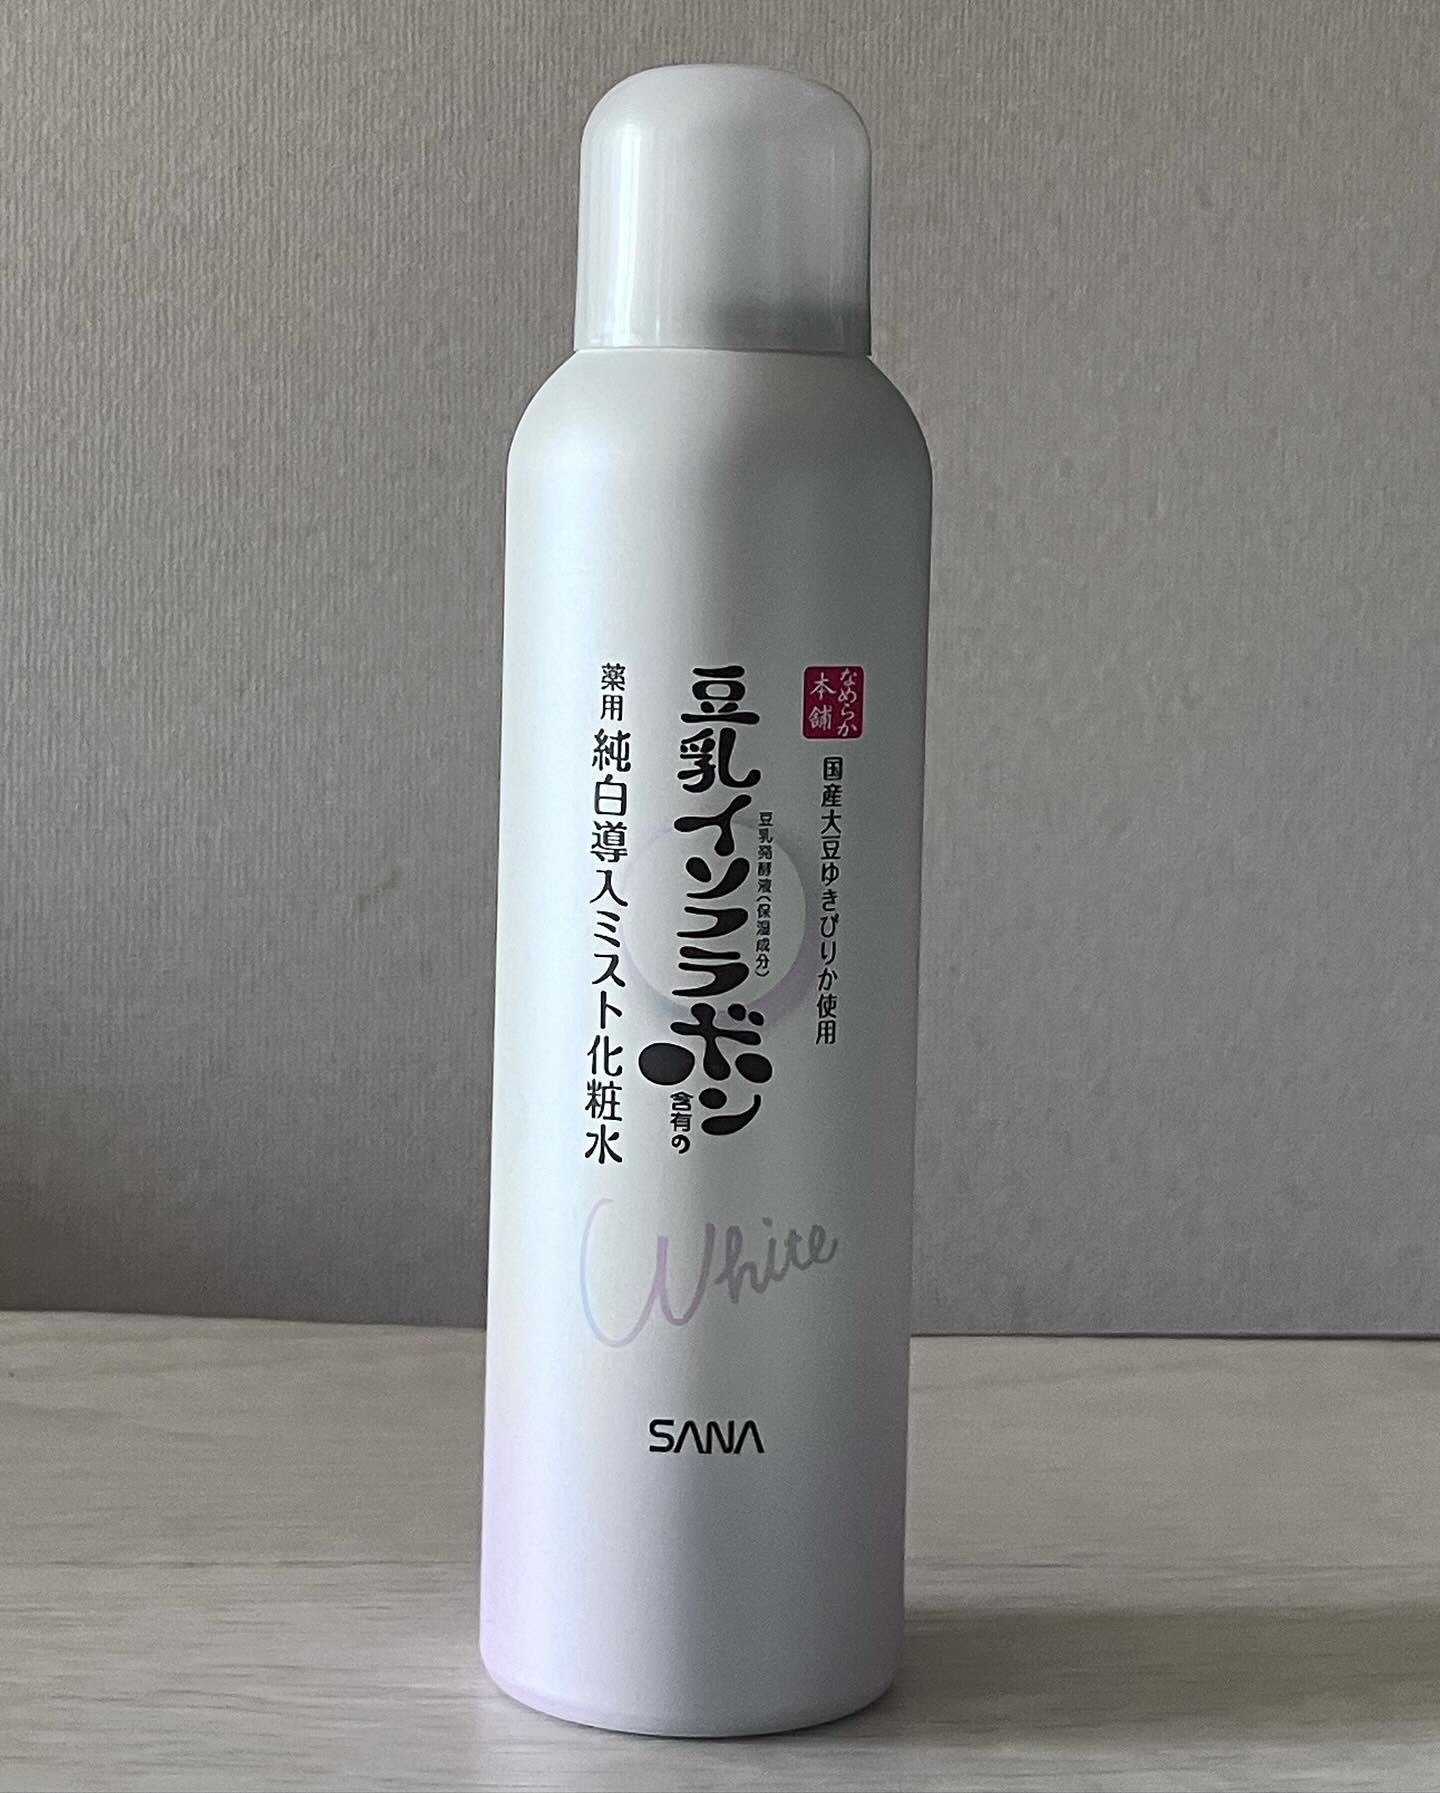 なめらか
本舗
国産大豆ゆきぴりか使用
豆乳イソフラボン
豆乳発酵液(保湿成分)
含有の
薬用 純白導入ミスト化粧水
White
SANA